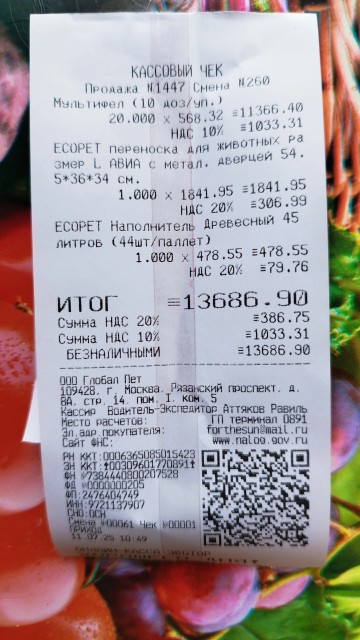 КАССОВЫЙ ЧЕК
Продажа N1447 Смена N260
Мультифел (10 доз/уп.)
20.000 x 568.32 ≡11366.40
НДС 10% ≡1033.31
ECOPET переноска для животных ра
змер L АВИА с метал. дверцей 54.
5*36*34 см.
1.000 x 1841.95 ≡1841.95
НДС 20% ≡306.99
ECOPET Наполнитель Древесный 45
литров (44шт/паллет)
1.000 x 478.55 ≡478.55
НДС 20% ≡79.76
ИТОГ ≡13686.90
Сумма НДС 20% ≡386.75
Сумма НДС 10% ≡1033.31
БЕЗНАЛИЧНЫМИ ≡13686.90
ООО Глобал Пет
109428, г. Москва, Рязанский проспект, д.
8А, стр. 14, пом. I, ком. 5
Кассир Водитель-Экспедитор Аттяков Равиль
Место расчетов: ГП терминал 0891
Эл.адр.покупателя: forthesun@mail.ru
Сайт ФНС: www.nalog.gov.ru
РН ККТ:0006365085015423
ЗН ККТ:
ФН №7384440800207528
ФД №0000000205
ФП:2476404749
ИНН:9721137907
СНО:ОСН
Смена №00061 Чек №00001
ПРИХОД
11.07.25 10:49